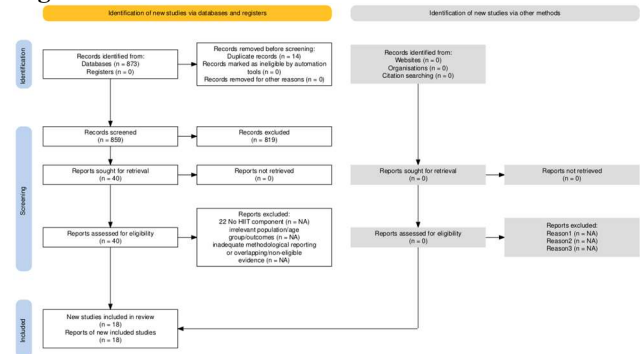 Identification of new studies via databases and registers
Identification of new studies via other methods
Identification
Records identified from:
Databases (n = 873)
Registers (n = 0)
Records removed before screening:
Duplicate records (n = 14)
Records marked as ineligible by automation
tools (n = 0)
Records removed for other reasons (n = 0)
Records identified from:
Websites (n = 0)
Organisations (n = 0)
Citation searching (n = 0)
Screening
Records screened
(n = 859)
Records excluded
(n = 819)
Reports sought for retrieval
(n = 40)
Reports not retrieved
(n = 0)
Reports sought for retrieval
(n = 0)
Reports not retrieved
(n = 0)
Reports assessed for eligibility
(n = 40)
Reports excluded:
22 No HIIT component (n = NA)
irrelevant population/age
group/outcomes (n = NA)
inadequate methodological reporting
or overlapping/non-eligible
evidence (n = NA)
Reports assessed for eligibility
(n = 0)
Reports excluded:
Reason1 (n = NA)
Reason2 (n = NA)
Reason3 (n = NA)
Included
New studies included in review
(n = 18)
Reports of new included studies
(n = 18)